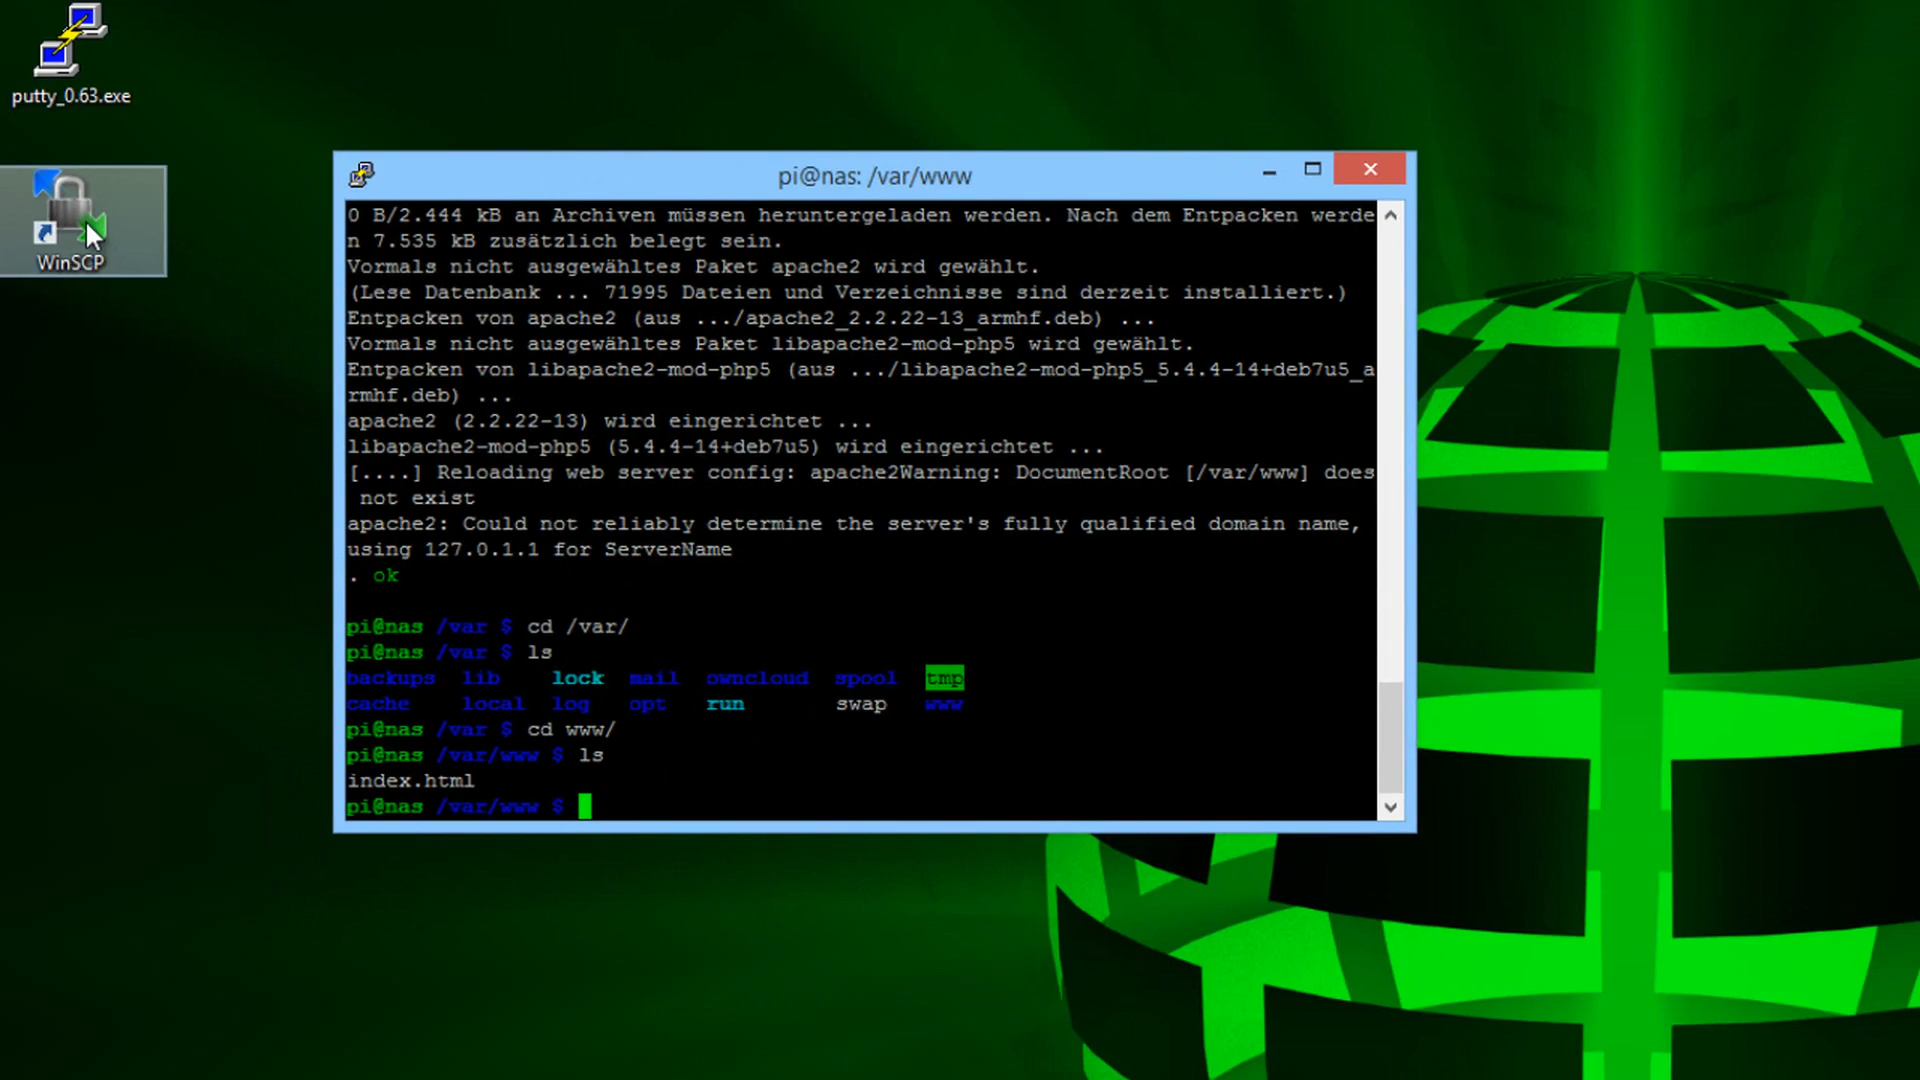 putty_0.63.exe
WinSCP
pi@nas: /var/www
0 B/2.444 kB an Archiven müssen heruntergeladen werden. Nach dem Entpacken werde
n 7.535 kB zusätzlich belegt sein.
Vormals nicht ausgewähltes Paket apache2 wird gewählt.
(Lese Datenbank ... 71995 Dateien und Verzeichnisse sind derzeit installiert.)
Entpacken von apache2 (aus .../apache2_2.2.22-13_armhf.deb) ...
Vormals nicht ausgewähltes Paket libapache2-mod-php5 wird gewählt.
Entpacken von libapache2-mod-php5 (aus .../libapache2-mod-php5_5.4.4-14+deb7u5_a
rmhf.deb) ...
apache2 (2.2.22-13) wird eingerichtet ...
libapache2-mod-php5 (5.4.4-14+deb7u5) wird eingerichtet ...
[....] Reloading web server config: apache2Warning: DocumentRoot [/var/www] does
 not exist
apache2: Could not reliably determine the server's fully qualified domain name,
using 127.0.1.1 for ServerName
. ok
pi@nas /var $ cd /var/
pi@nas /var $ ls
backups lib lock mail owncloud spool tmp
cache local log opt run swap www
pi@nas /var $ cd www/
pi@nas /var/www $ ls
index.html
pi@nas /var/www $